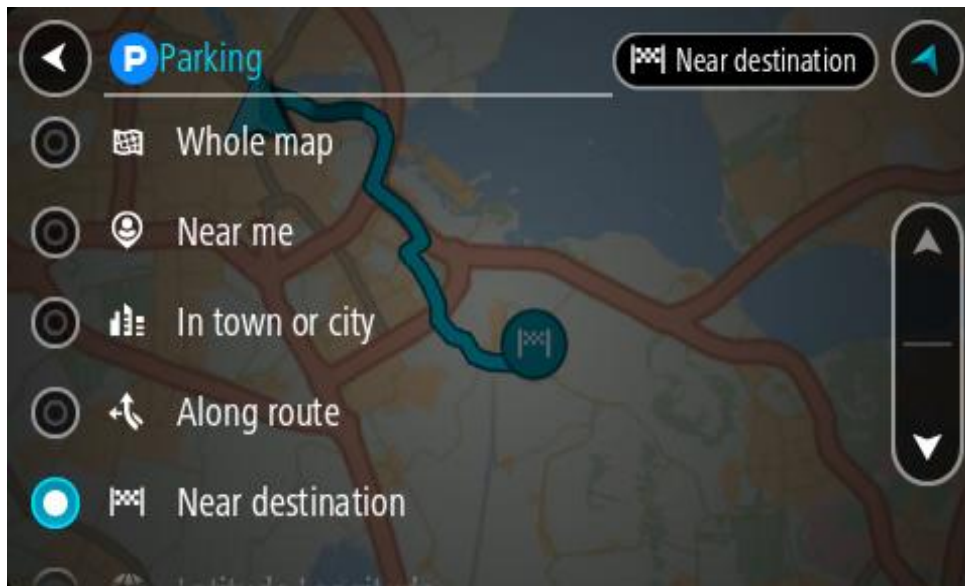 P Parking
Near destination
Whole map
Near me
In town or city
Along route
Near destination